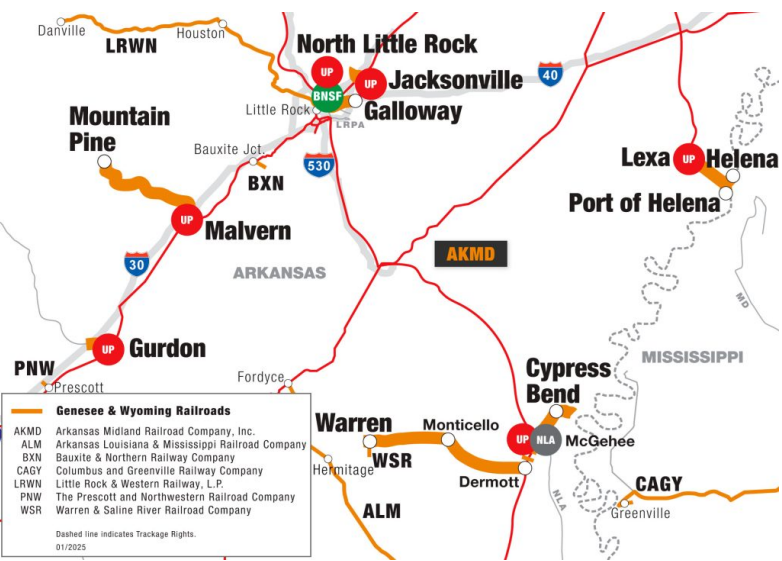 Danville
LRWN
Houston
North Little Rock
UP
UP
Jacksonville
BNSF
Galloway
Little Rock
LRPA
40
Mountain
Pine
Bauxite Jct.
BXN
530
Lexa
UP
Helena
Port of Helena
UP
Malvern
30
ARKANSAS
AKMD
MD
UP
Gurdon
PNW
Prescott
Fordyce
MISSISSIPPI
Cypress
Bend
Warren
Monticello
UP
NLA
McGehee
WSR
Hermitage
Dermott
ALM
NLA
CAGY
Greenville
Genesee & Wyoming Railroads
AKMD Arkansas Midland Railroad Company, Inc.
ALM Arkansas Louisiana & Mississippi Railroad Company
BXN Bauxite & Northern Railway Company
CAGY Columbus and Greenville Railway Company
LRWN Little Rock & Western Railway, L.P.
PNW The Prescott and Northwestern Railroad Company
WSR Warren & Saline River Railroad Company
Dashed line indicates Trackage Rights.
01/2025